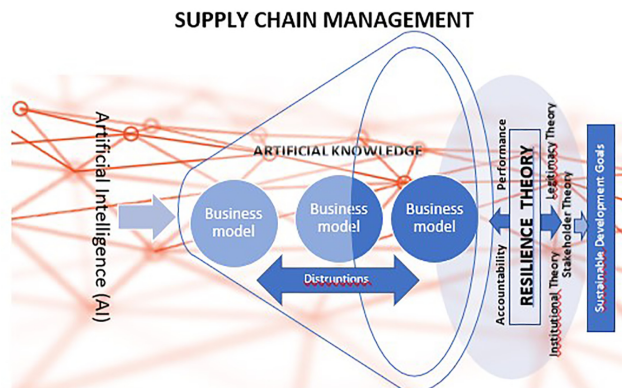 SUPPLY CHAIN MANAGEMENT
Artificial Intelligence (AI)
ARTIFICIAL KNOWLEDGE
Business
model
Business
model
Business
model
Distruntions
Accountability
Performance
RESILIENCE THEORY
Institutional Theory
Legitimacy Theory
Stakeholder Theory
Sustainable Development Goals